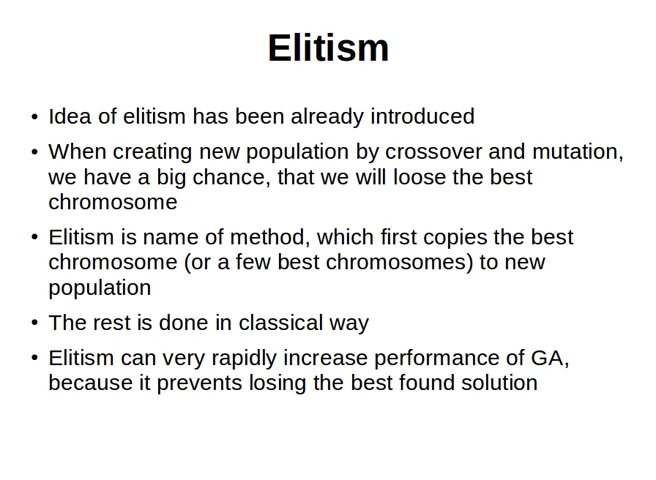 Elitism
• Idea of elitism has been already introduced
• When creating new population by crossover and mutation,
we have a big chance, that we will loose the best
chromosome
• Elitism is name of method, which first copies the best
chromosome (or a few best chromosomes) to new
population
• The rest is done in classical way
• Elitism can very rapidly increase performance of GA,
because it prevents losing the best found solution